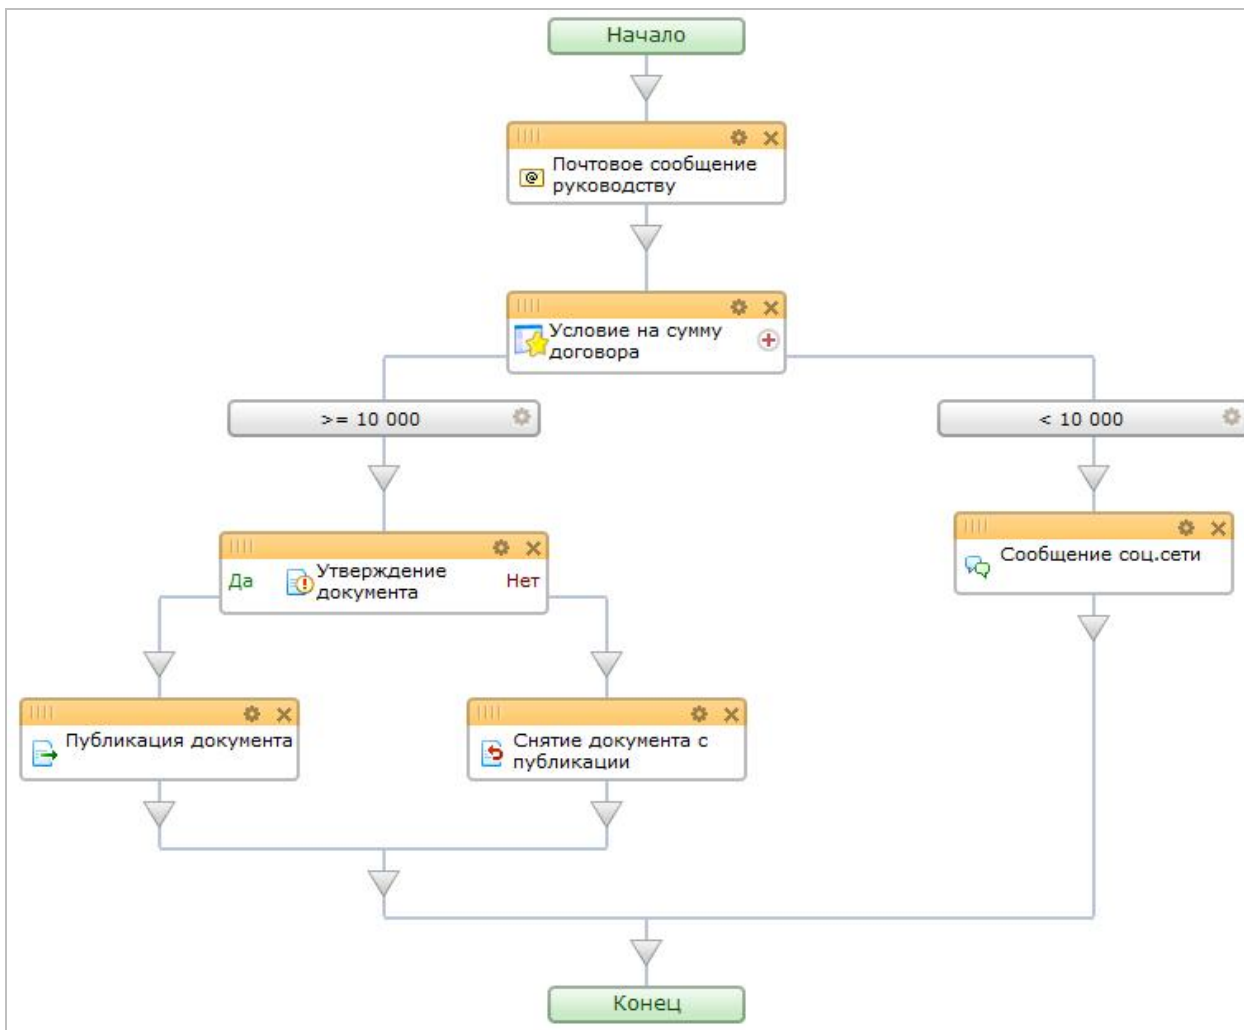 Начало
Почтовое сообщение
руководству
Условие на сумму
договора
>= 10 000
< 10 000
Да
Утверждение
документа
Нет
Сообщение соц.сети
Публикация документа
Снятие документа с
публикации
Конец